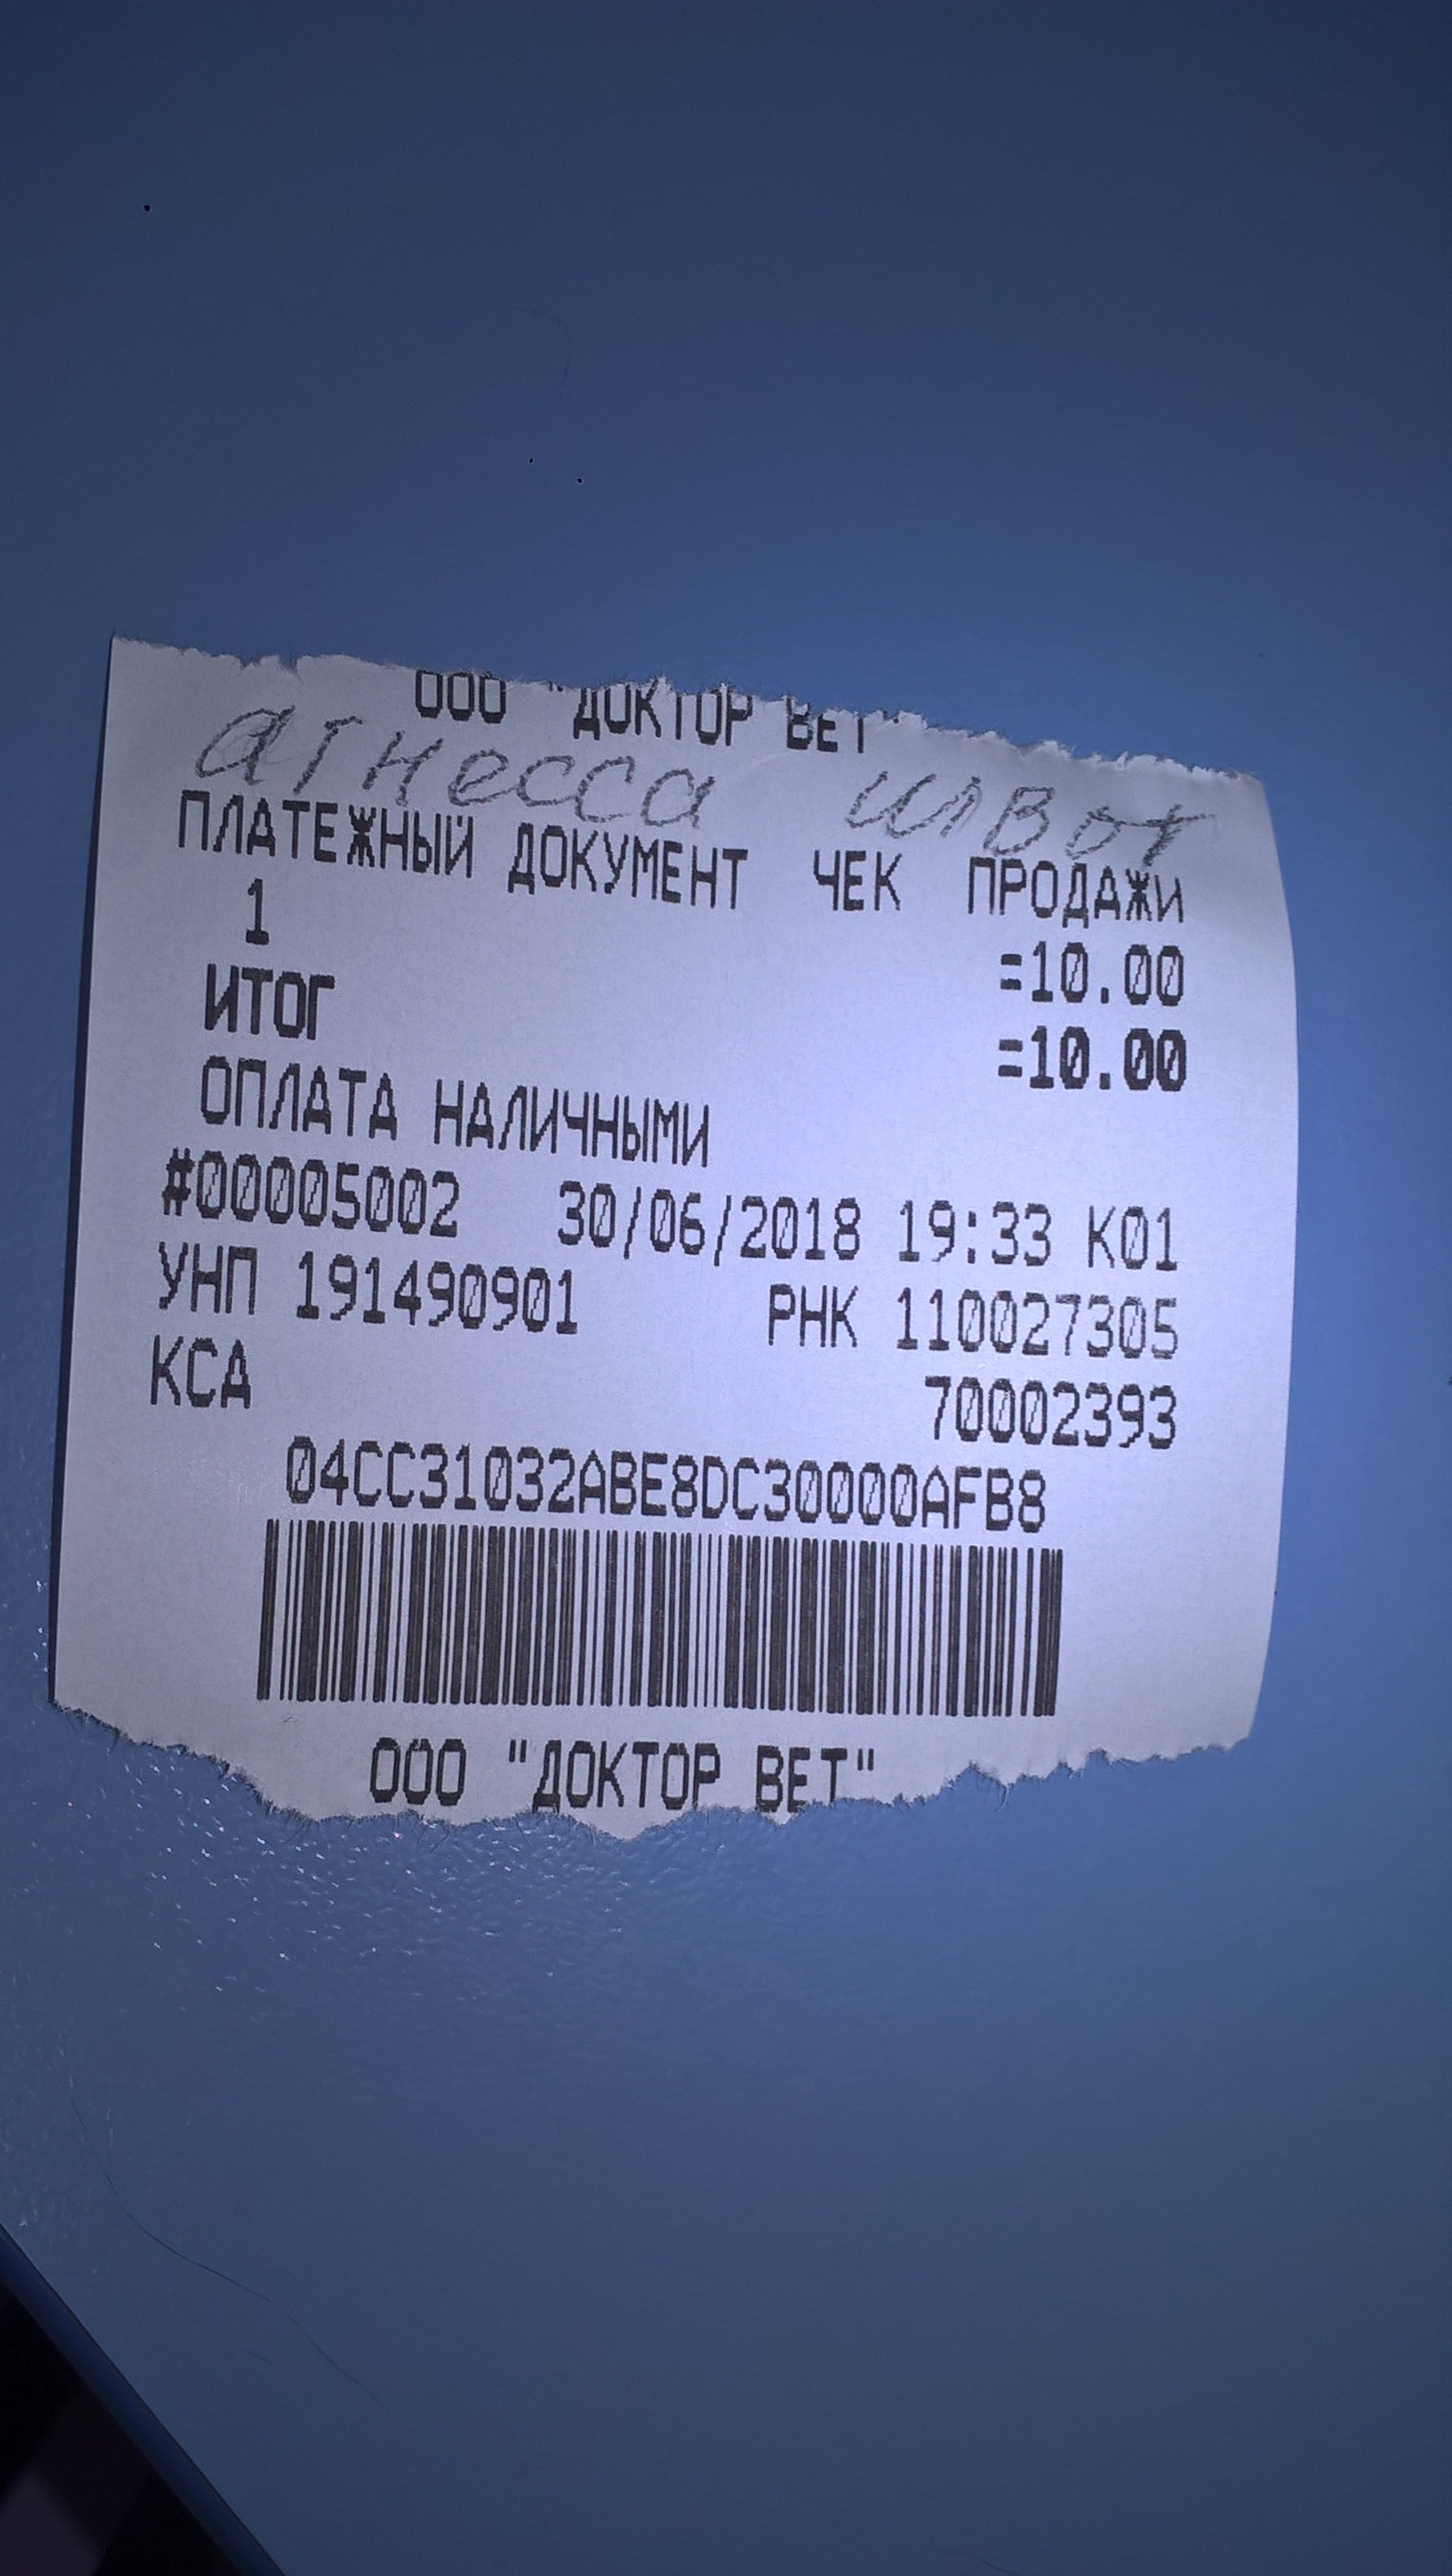 ООО "ДОКТОР ВЕТ"
Агнесса
ПЛАТЕЖНЫЙ ДОКУМЕНТ ЧЕК ПРОДАЖИ
1 =10.00
ИТОГ =10.00
ОПЛАТА НАЛИЧНЫМИ
#00005002 30/06/2018 19:33 К01
УНП 191490901 РНК 110027305
КСА 70002393
04CC31032ABE8DC30000AFB8
ООО "ДОКТОР ВЕТ"